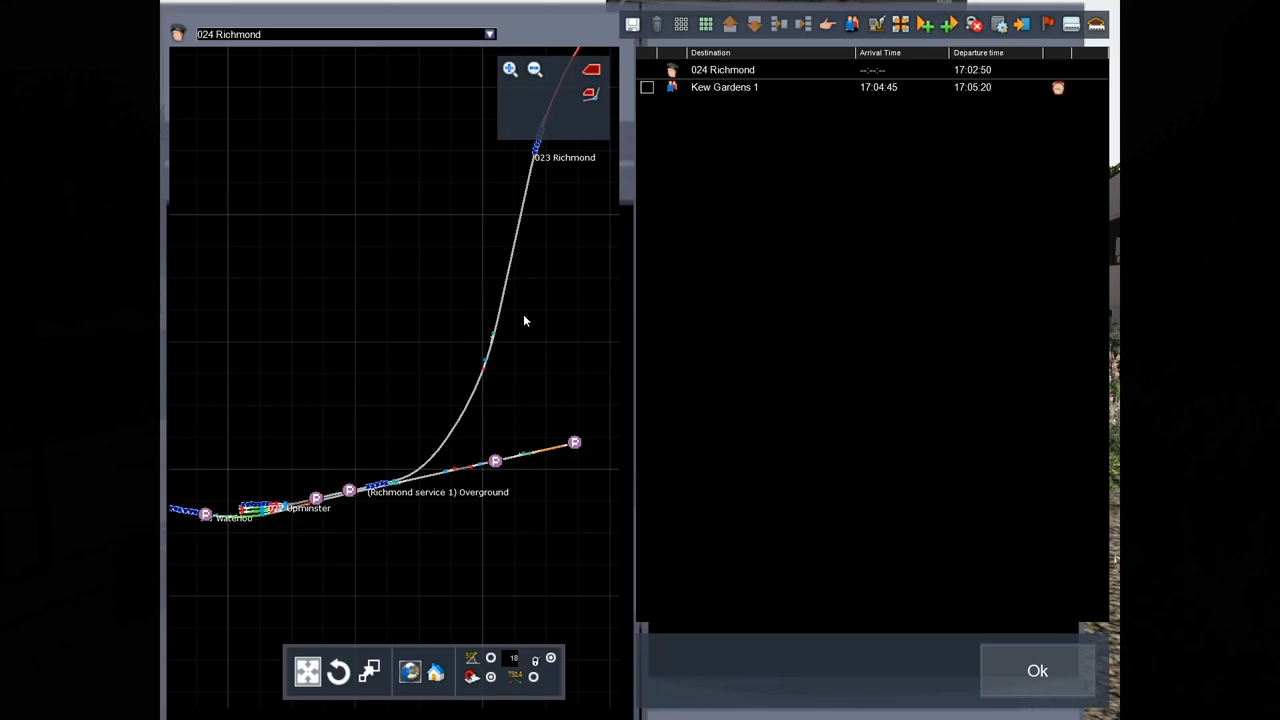 024 Richmond
Destination Arrival Time Departure time
024 Richmond --:--:-- 17:02:50
Kew Gardens 1 17:04:45 17:05:20
023 Richmond
P
P
(Richmond service 1) Overground
P
P
Upminster
P
Waterloo
18
TS14
Ok